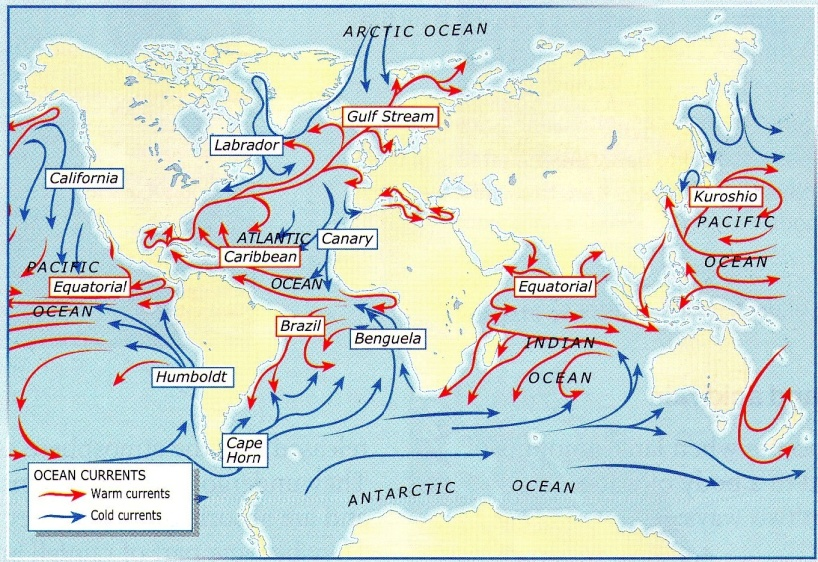 ARCTIC OCEAN
Gulf Stream
Labrador
California
Kuroshio
PACIFIC
OCEAN
ATLANTIC
OCEAN
Canary
Caribbean
PACIFIC
OCEAN
Equatorial
Equatorial
Brazil
Benguela
INDIAN
OCEAN
Humboldt
Cape
Horn
OCEAN CURRENTS
Warm currents
Cold currents
ANTARCTIC OCEAN